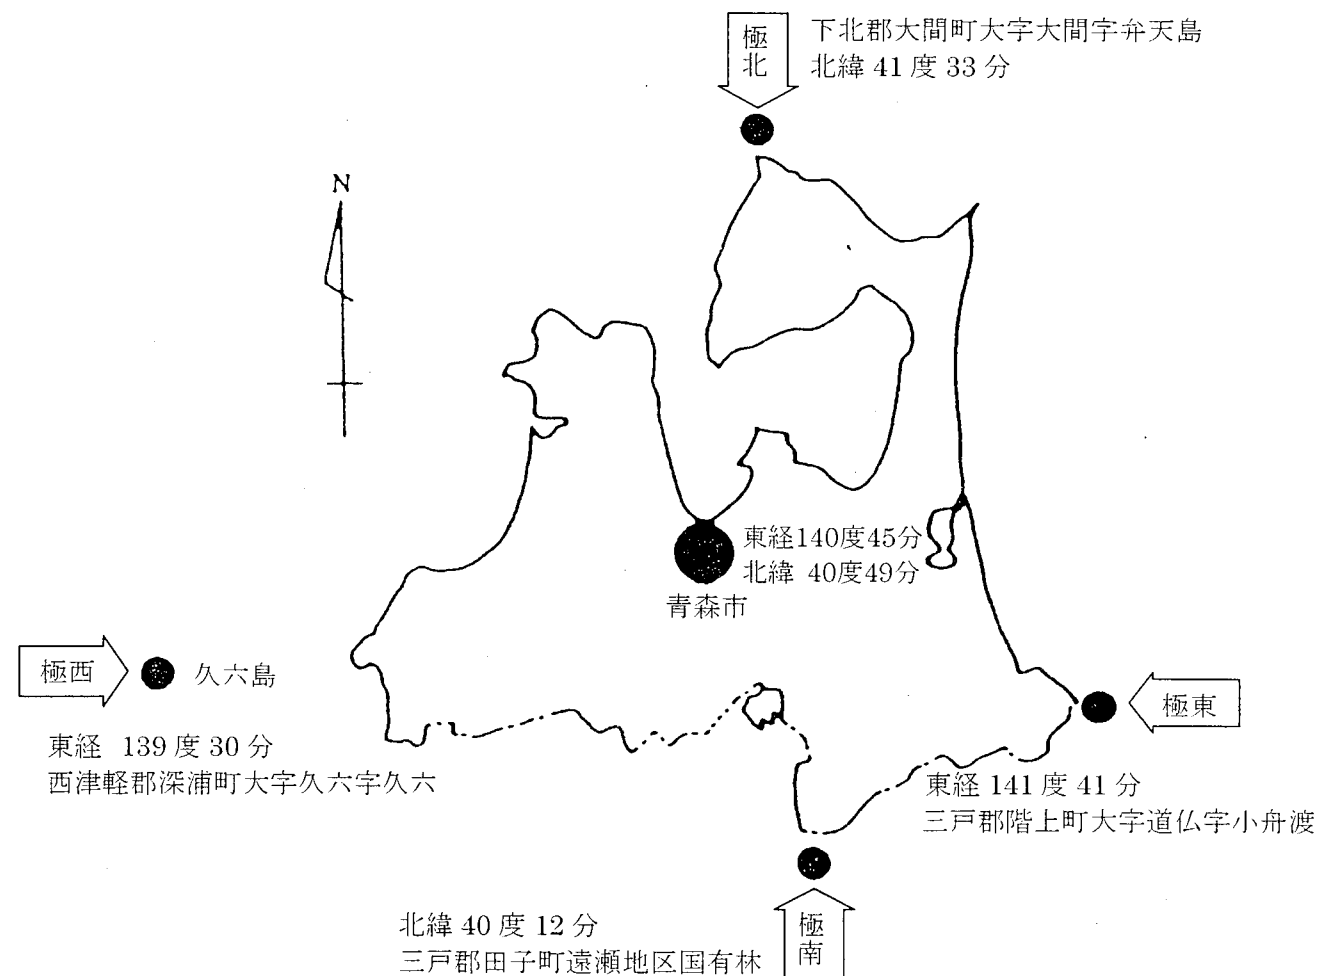 極北
下北郡大間町大字大間字弁天島
北緯 41 度 33 分
N
東経140度45分
北緯 40度49分
青森市
極西
久六島
東経 139 度 30 分
西津軽郡深浦町大字久六字久六
極東
東経 141 度 41 分
三戸郡階上町大字道仏字小舟渡
北緯 40 度 12 分
三戸郡田子町遠瀬地区国有林
極南